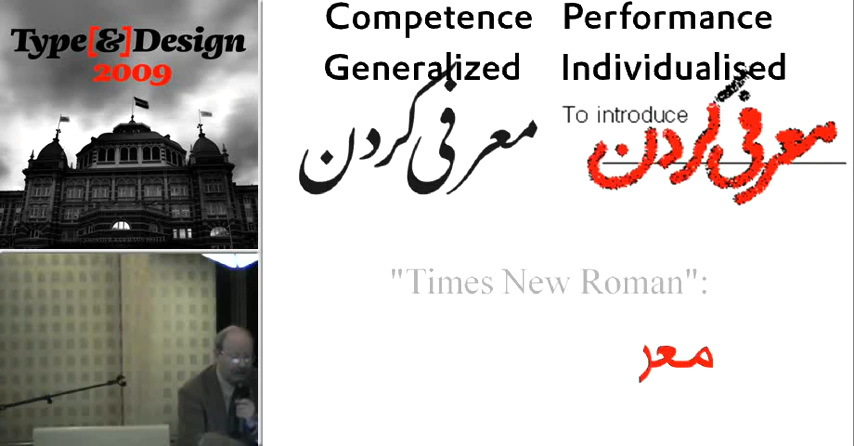 Type[&]Design
2009
Competence Performance
Generalized Individualised
To introduce
معرفی کردن
معرفی کردن
"Times New Roman":
معر